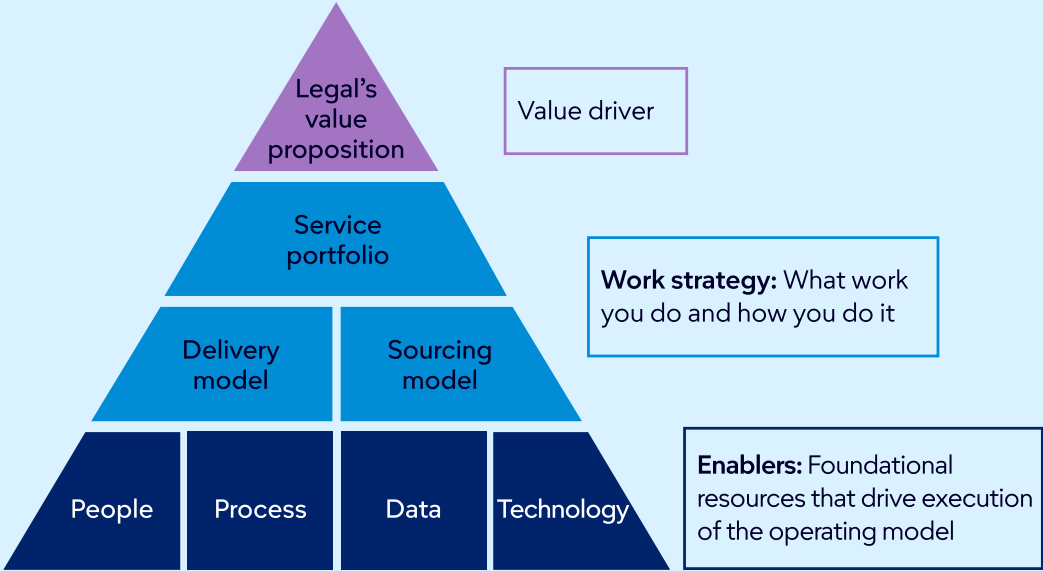 Legal’s
value
proposition
Value driver
Service
portfolio
Work strategy: What work
you do and how you do it
Delivery
model
Sourcing
model
People
Process
Data
Technology
Enablers: Foundational
resources that drive execution
of the operating model